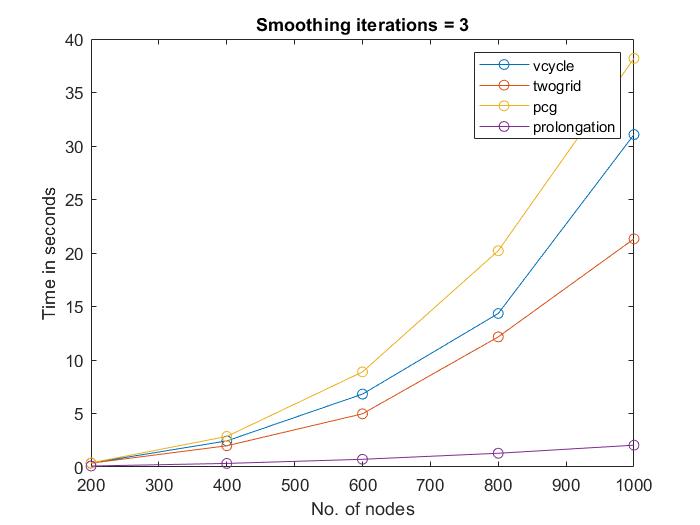 Smoothing iterations = 3
40
35
30
25
20
15
10
5
0
Time in seconds
vcycle
twogrid
pcg
prolongation
200 300 400 500 600 700 800 900 1000
No. of nodes